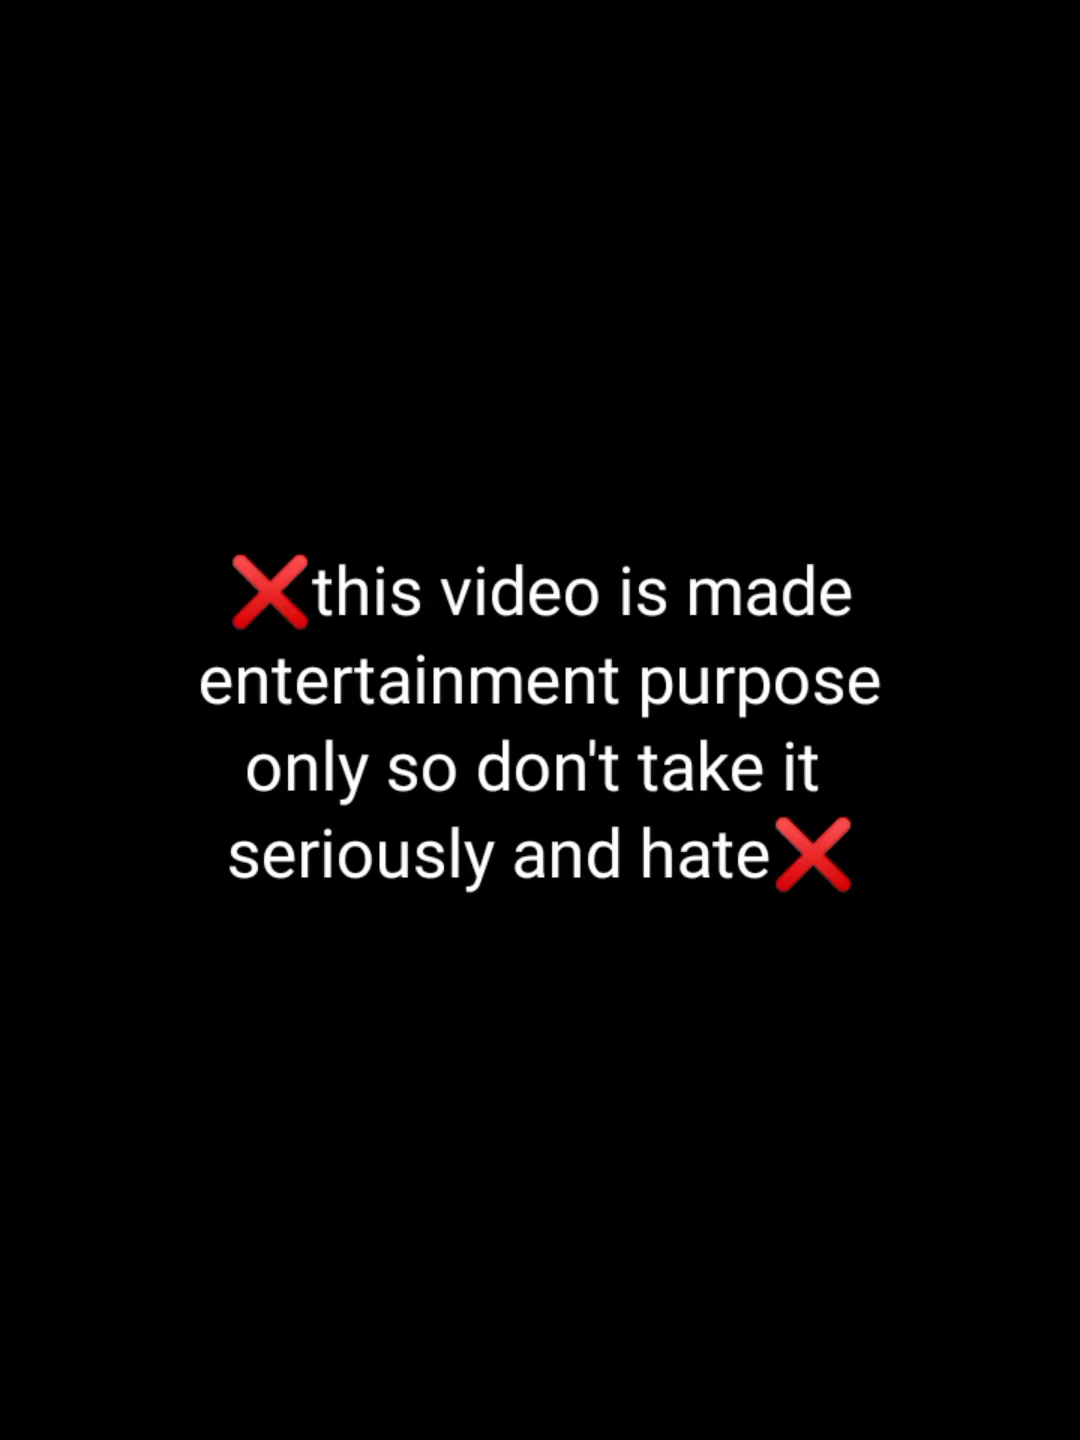 ❌this video is made
entertainment purpose
only so don't take it
seriously and hate❌